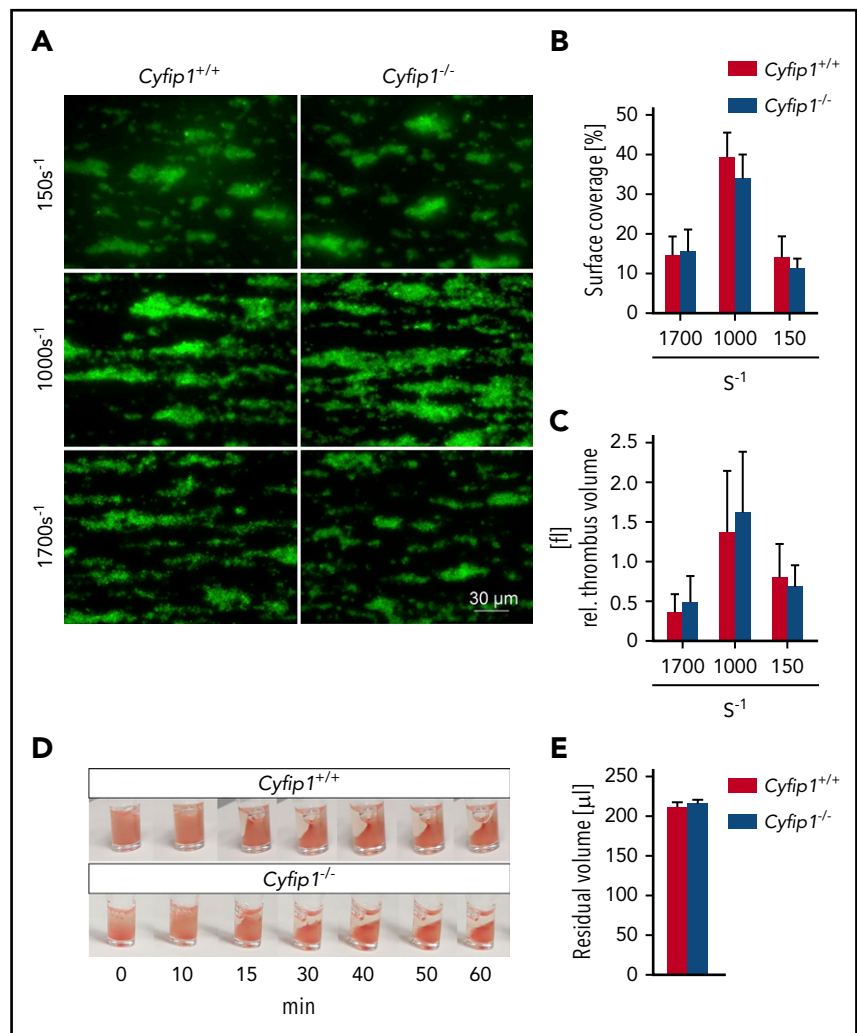 A
Cyfip1+/+
Cyfip1-/-
150s-1
1000s-1
1700s-1
30 µm
B
Cyfip1+/+
Cyfip1-/-
Surface coverage [%]
50
40
30
20
10
0
1700 1000 150
S-1
C
[fl]
rel. thrombus volume
2.5
2.0
1.5
1.0
0.5
0
1700 1000 150
S-1
D
Cyfip1+/+
Cyfip1-/-
0 10 15 30 40 50 60
min
E
Cyfip1+/+
Cyfip1-/-
Residual volume [µl]
250
200
150
100
50
0